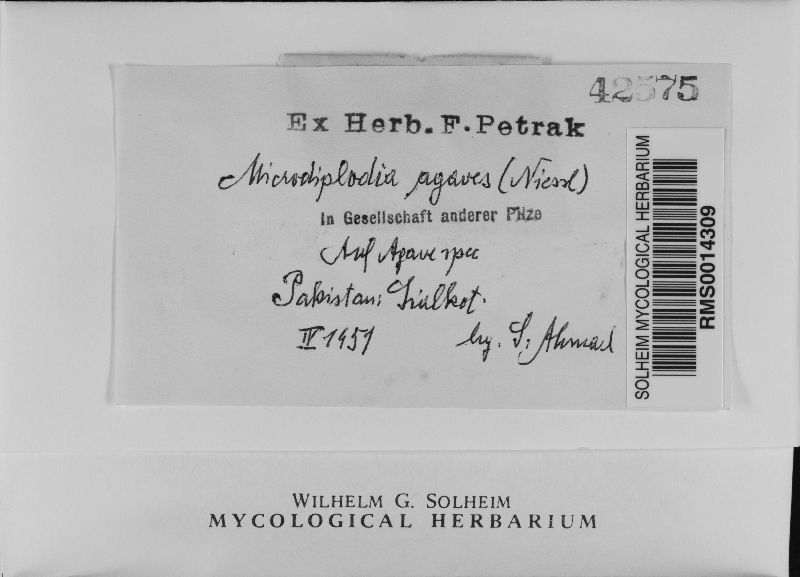 42575
Ex Herb. F. Petrak
Microdiplodia agaves (Niessl)
In Gesellschaft anderer Pilze
Auf Agave spec
Pakistan: Sialkot.
IV 1951
leg. S. Ahmad
SOLHEIM MYCOLOGICAL HERBARIUM
RMS0014309
WILHELM G. SOLHEIM
MYCOLOGICAL HERBARIUM